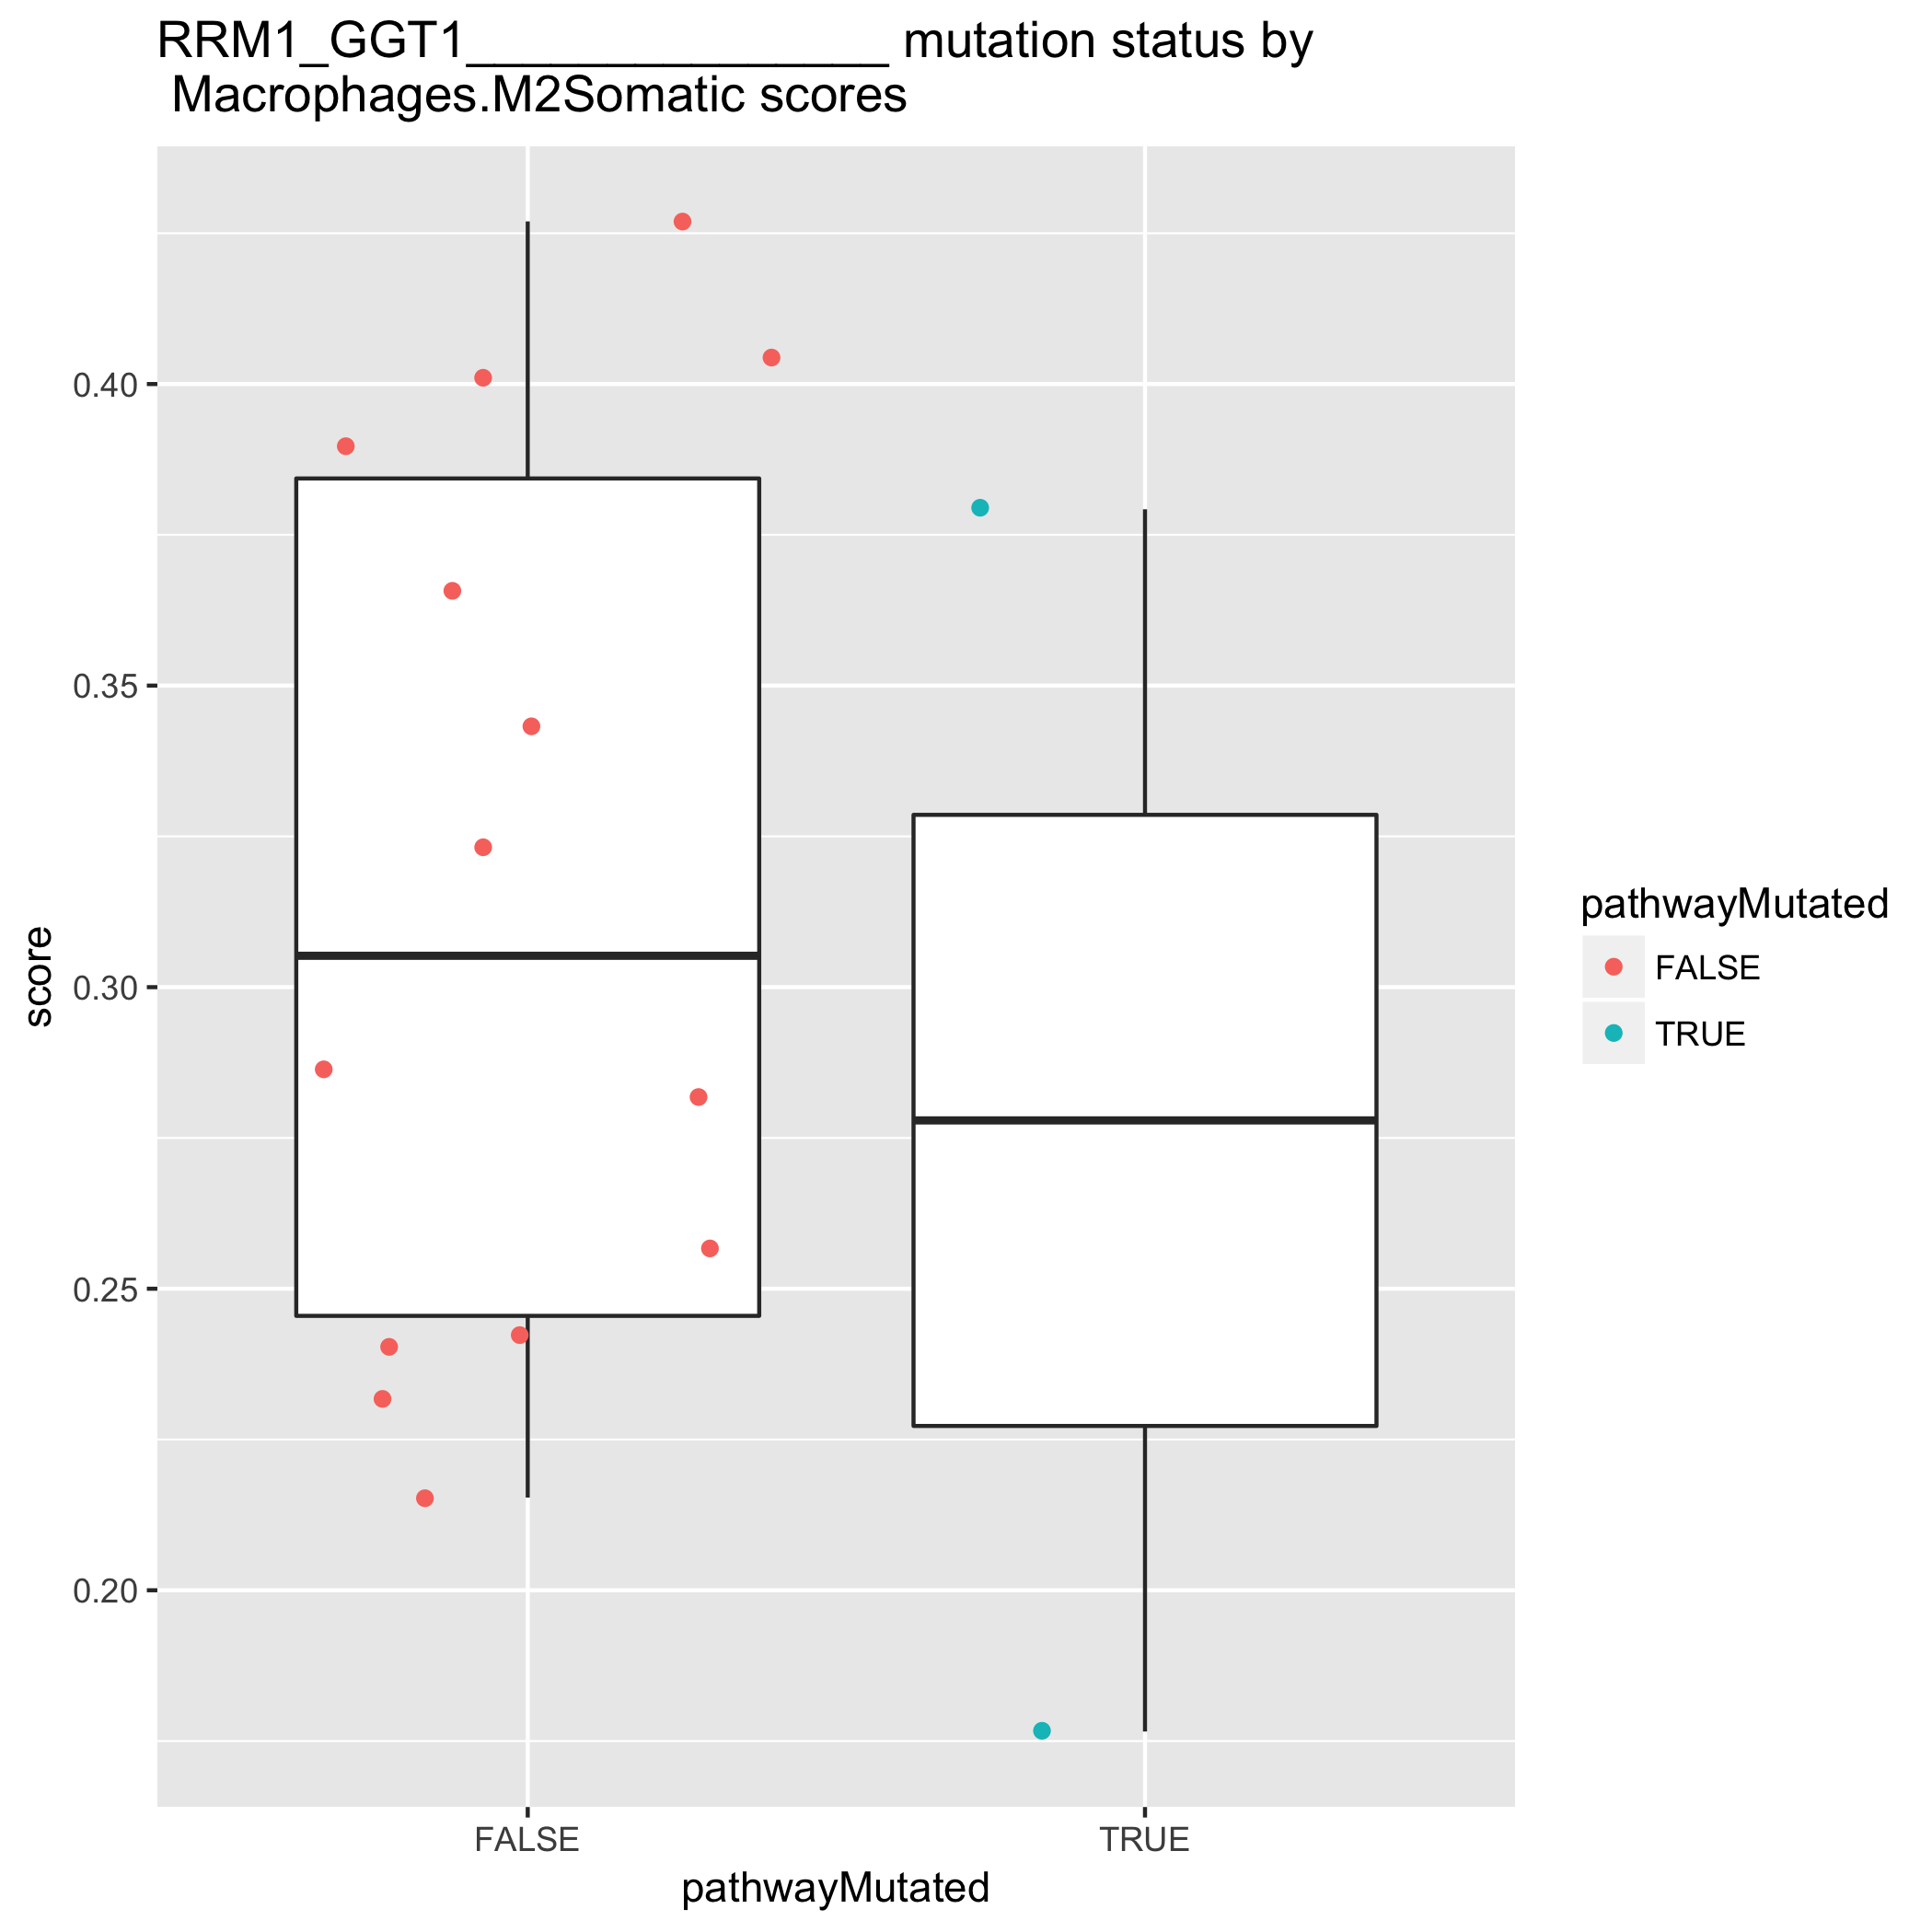 RRM1_GGT1_______________ mutation status by
Macrophages.M2Somatic scores
0.40
0.35
0.30
0.25
0.20
score
FALSE
TRUE
pathwayMutated
pathwayMutated
FALSE
TRUE